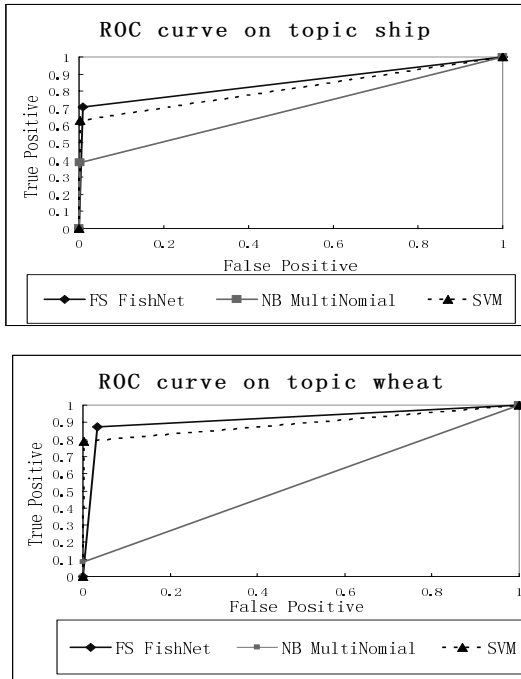 ROC curve on topic ship
1
0.9
0.8
0.7
0.6
0.5
0.4
0.3
0.2
0.1
0
True Positive
0 0.2 0.4 0.6 0.8 1
False Positive
FS FishNet NB MultiNomial SVM
ROC curve on topic wheat
1
0.9
0.8
0.7
0.6
0.5
0.4
0.3
0.2
0.1
0
True Positive
0 0.2 0.4 0.6 0.8 1
False Positive
FS FishNet NB MultiNomial SVM